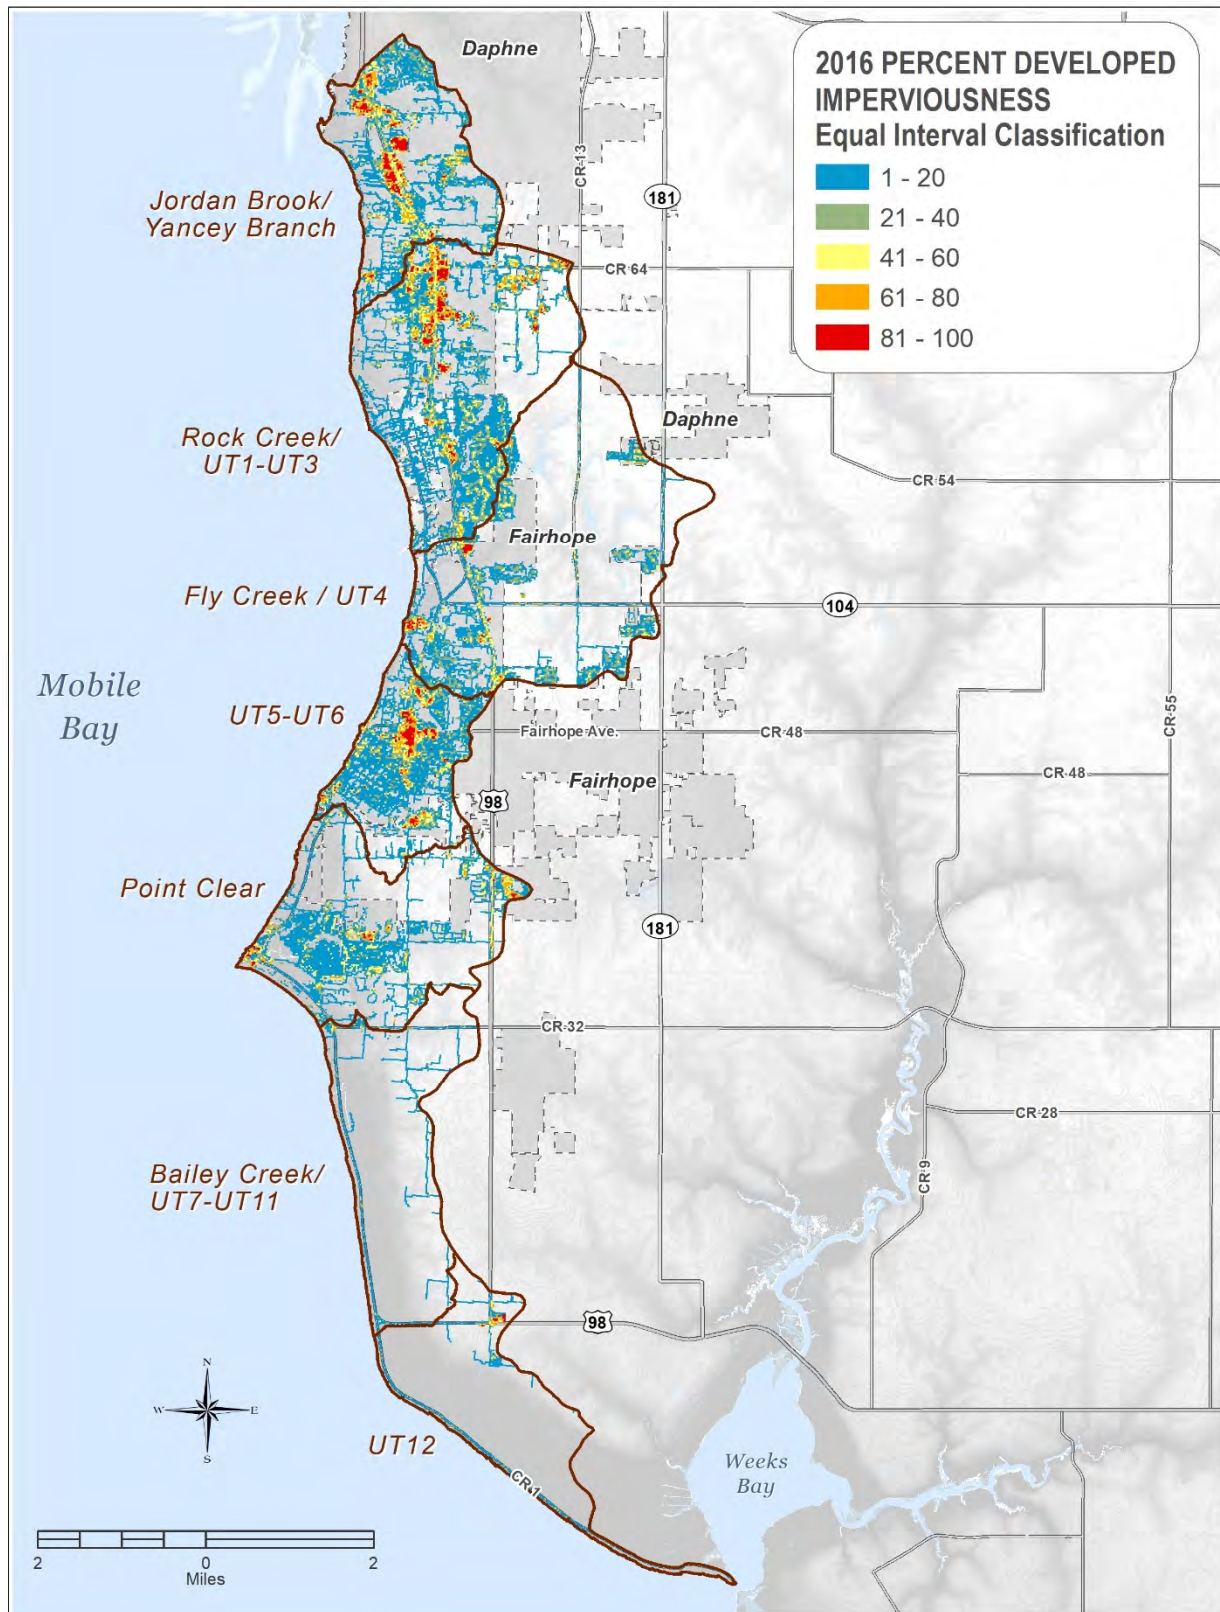 2016 PERCENT DEVELOPED
IMPERVIOUSNESS
Equal Interval Classification
1 - 20
21 - 40
41 - 60
61 - 80
81 - 100
Daphne
CR 13
181
Jordan Brook/
Yancey Branch
CR 64
Daphne
Rock Creek/
UT1-UT3
CR 54
Fairhope
Fly Creek / UT4
104
Mobile
Bay
UT5-UT6
CR 55
Fairhope Ave.
CR 48
CR 48
Fairhope
98
Point Clear
181
CR 32
CR 28
Bailey Creek/
UT7-UT11
CR 9
98
N
W
E
S
UT12
CR 1
Weeks
Bay
2
0
2
Miles